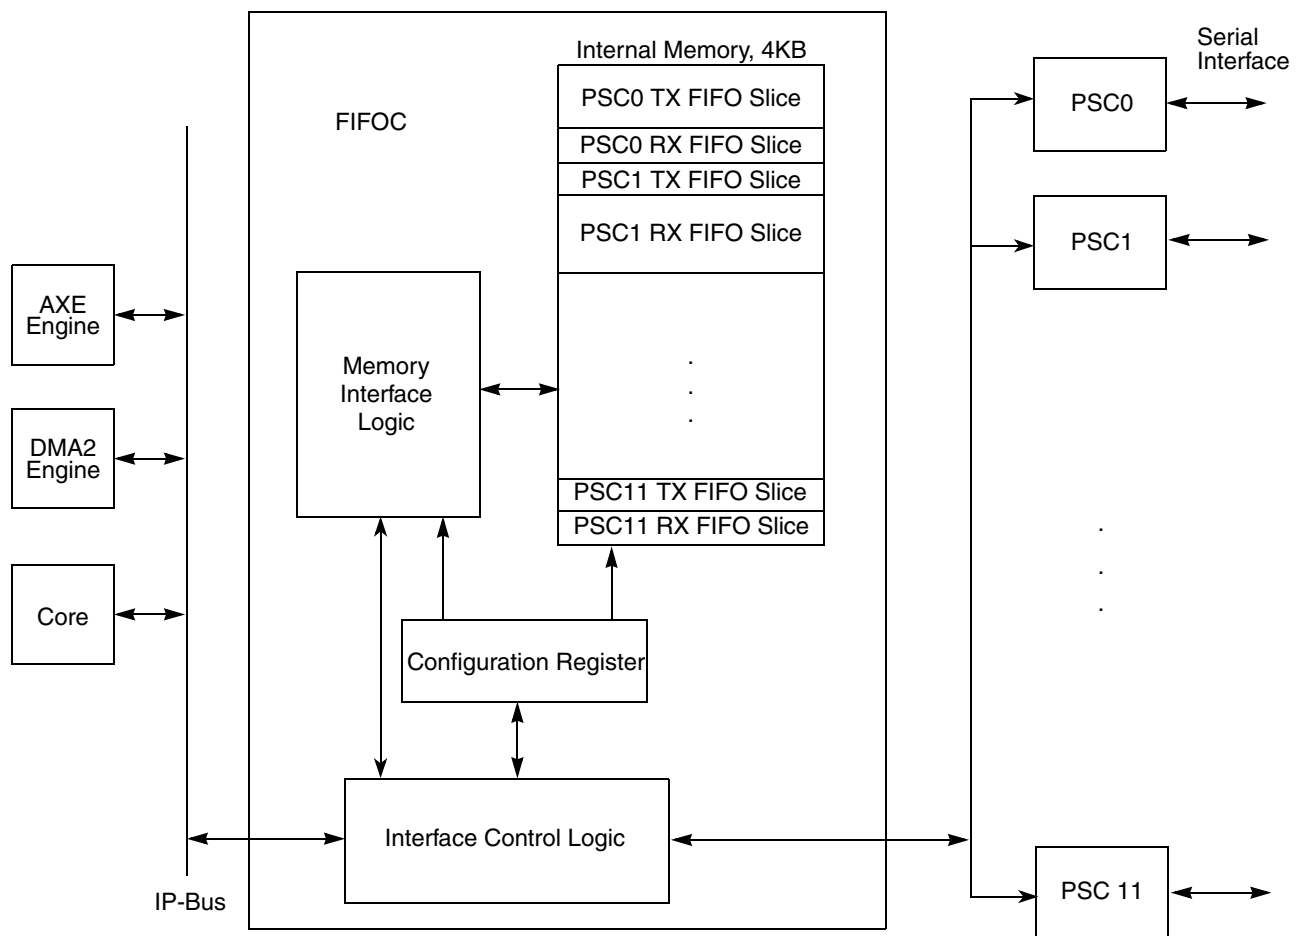 Internal Memory, 4KB
PSC0 TX FIFO Slice
PSC0 RX FIFO Slice
PSC1 TX FIFO Slice
PSC1 RX FIFO Slice
.
.
.
PSC11 TX FIFO Slice
PSC11 RX FIFO Slice
FIFOC
AXE
Engine
DMA2
Engine
Core
IP-Bus
Memory
Interface
Logic
Configuration Register
Interface Control Logic
Serial
Interface
PSC0
PSC1
.
.
.
PSC 11